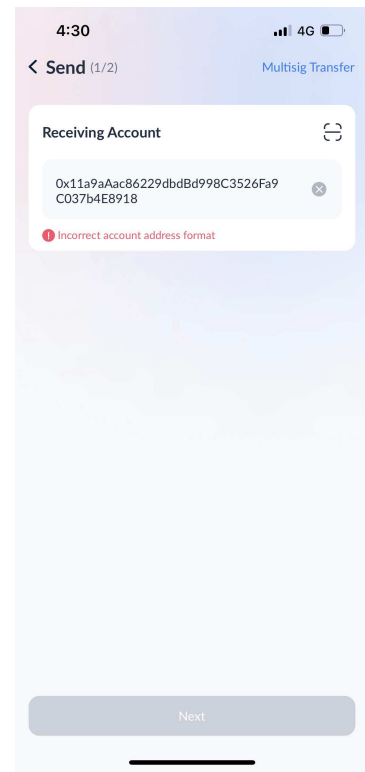 4:30
4G
Send (1/2)
Multisig Transfer
Receiving Account
0x11a9aAac86229dbdBd998C3526Fa9
C037b4E8918
Incorrect account address format
Next